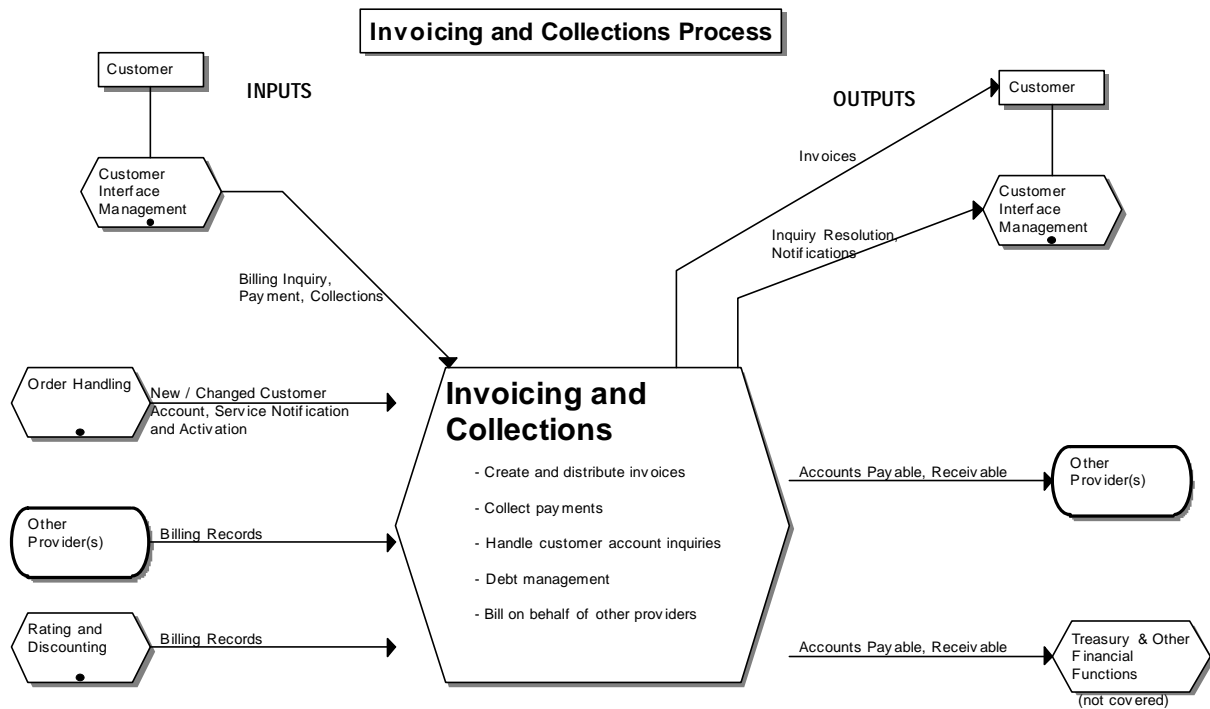 Invoicing and Collections Process
Customer
INPUTS
Customer
Interface
Management
Billing Inquiry,
Payment, Collections
Order Handling
New / Changed Customer
Account, Service Notification
and Activation
Other
Provider(s)
Billing Records
Rating and
Discounting
Billing Records
Invoicing and
Collections
- Create and distribute invoices
- Collect payments
- Handle customer account inquiries
- Debt management
- Bill on behalf of other providers
OUTPUTS
Customer
Invoices
Customer
Interface
Management
Inquiry Resolution,
Notifications
Accounts Payable, Receivable
Other
Provider(s)
Accounts Payable, Receivable
Treasury & Other
Financial
Functions
(not covered)